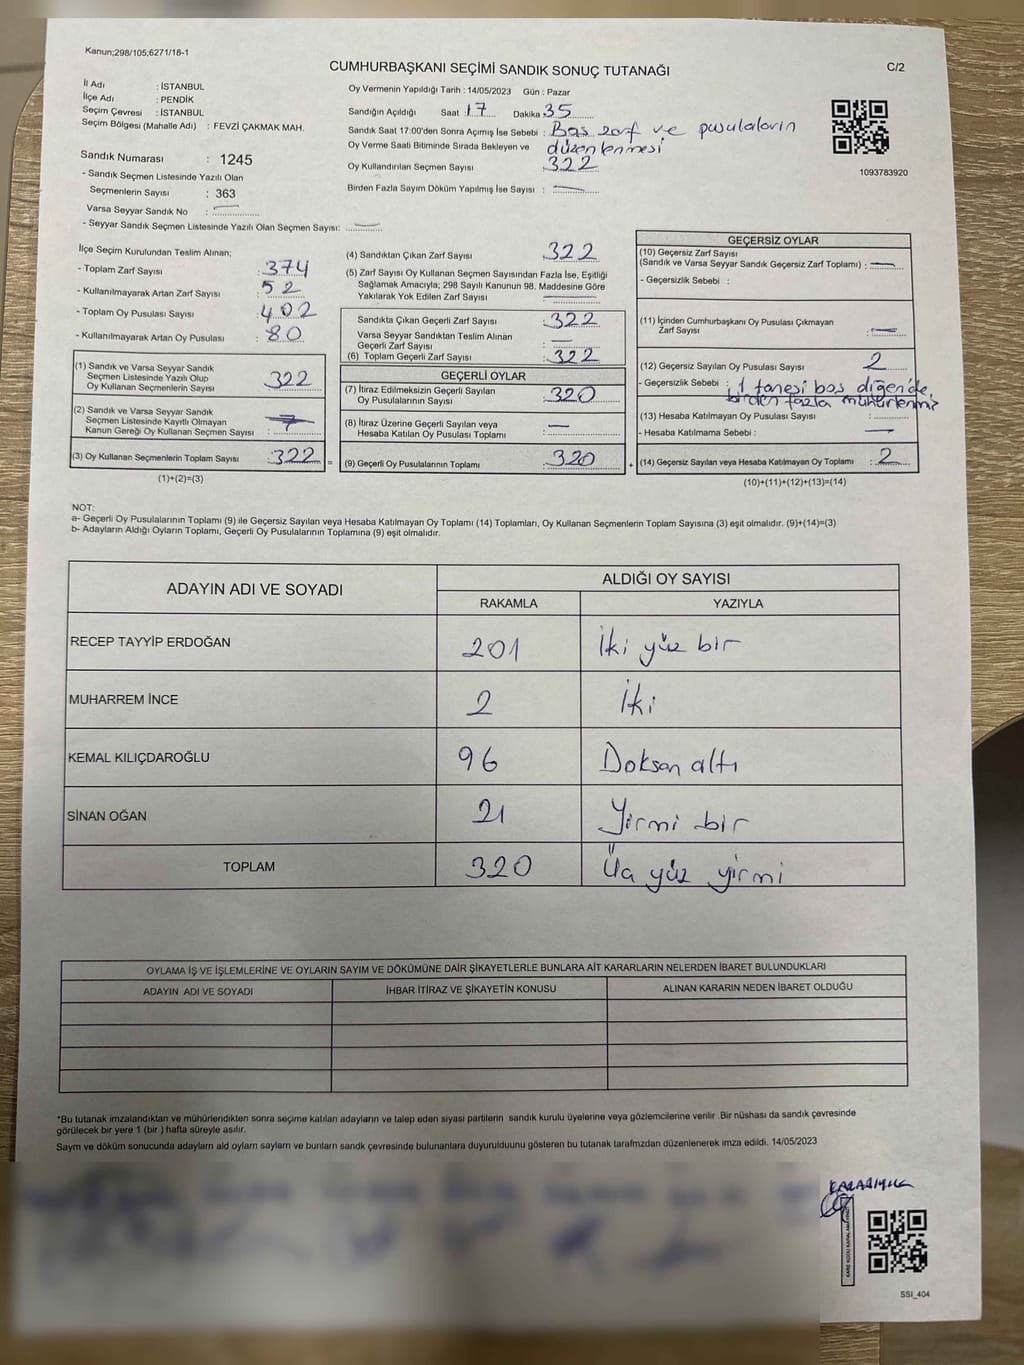 Kanun;298/105;6271/18-1
CUMHURBAŞKANI SEÇİMİ SANDIK SONUÇ TUTANAĞI
C/2
İl Adı : İSTANBUL
İlçe Adı : PENDİK
Seçim Çevresi : İSTANBUL
Seçim Bölgesi (Mahalle Adı) : FEVZİ ÇAKMAK MAH.
Sandık Numarası : 1245
- Sandık Seçmen Listesinde Yazılı Olan
Seçmenlerin Sayısı : 363
Varsa Seyyar Sandık No :
- Seyyar Sandık Seçmen Listesinde Yazılı Olan Seçmen Sayısı:
Oy Vermenin Yapıldığı Tarih : 14/05/2023 Gün : Pazar
Sandığın Açıldığı Saat 17 Dakika 35
Sandık Saat 17:00'den Sonra Açımış İse Sebebi : Boş zarf ve pusulaların
Oy Verme Saati Bitiminde Sırada Bekleyen ve düzenlenmesi
Oy Kullandırılan Seçmen Sayısı 322
Birden Fazla Sayım Döküm Yapılmış İse Sayısı :
1093783920
İlçe Seçim Kurulundan Teslim Alınan;
- Toplam Zarf Sayısı : 374
- Kullanılmayarak Artan Zarf Sayısı : 52
- Toplam Oy Pusulası Sayısı : 402
- Kullanılmayarak Artan Oy Pusulası : 80
(1) Sandık ve Varsa Seyyar Sandık
Seçmen Listesinde Yazılı Olup
Oy Kullanan Seçmenlerin Sayısı : 322
(2) Sandık ve Varsa Seyyar Sandık
Seçmen Listesinde Kayıtlı Olmayan
Kanun Gereği Oy Kullanan Seçmen Sayısı :
(3) Oy Kullanan Seçmenlerin Toplam Sayısı : 322 =
(1)+(2)=(3)
(4) Sandıktan Çıkan Zarf Sayısı : 322
(5) Zarf Sayısı Oy Kullanan Seçmen Sayısından Fazla İse, Eşitliği
Sağlamak Amacıyla; 298 Sayılı Kanunun 98. Maddesine Göre
Yakılarak Yok Edilen Zarf Sayısı
Sandıkta Çıkan Geçerli Zarf Sayısı : 322
Varsa Seyyar Sandıktan Teslim Alınan
Geçerli Zarf Sayısı :
(6) Toplam Geçerli Zarf Sayısı : 322
GEÇERLİ OYLAR
(7) İtiraz Edilmeksizin Geçerli Sayılan
Oy Pusulalarının Sayısı : 320
(8) İtiraz Üzerine Geçerli Sayılan veya
Hesaba Katılan Oy Pusulası Toplamı :
(9) Geçerli Oy Pusulalarının Toplamı : 320 +
GEÇERSİZ OYLAR
(10) Geçersiz Zarf Sayısı
(Sandık ve Varsa Seyyar Sandık Geçersiz Zarf Toplamı) :
- Geçersizlik Sebebi :
(11) İçinden Cumhurbaşkanı Oy Pusulası Çıkmayan
Zarf Sayısı :
(12) Geçersiz Sayılan Oy Pusulası Sayısı : 2
- Geçersizlik Sebebi : 1 tanesi boş diğeride,
birden fazla mühürlenmiş
(13) Hesaba Katılmayan Oy Pusulası Sayısı :
- Hesaba Katılmama Sebebi :
(14) Geçersiz Sayılan veya Hesaba Katılmayan Oy Toplamı : 2
(10)+(11)+(12)+(13)=(14)
NOT:
a- Geçerli Oy Pusulalarının Toplamı (9) ile Geçersiz Sayılan veya Hesaba Katılmayan Oy Toplamı (14) Toplamları, Oy Kullanan Seçmenlerin Toplam Sayısına (3) eşit olmalıdır. (9)+(14)=(3)
b- Adayların Aldığı Oyların Toplamı, Geçerli Oy Pusulalarının Toplamına (9) eşit olmalıdır.
ADAYIN ADI VE SOYADI
ALDIĞI OY SAYISI
RAKAMLA YAZIYLA
RECEP TAYYİP ERDOĞAN 201 İki yüz bir
MUHARREM İNCE 2 İki
KEMAL KILIÇDAROĞLU 96 Doksan altı
SİNAN OĞAN 21 Yirmi bir
TOPLAM 320 Üç yüz yirmi
OYLAMA İŞ VE İŞLEMLERİNE VE OYLARIN SAYIM VE DÖKÜMÜNE DAİR ŞİKAYETLERLE BUNLARA AİT KARARLARIN NELERDEN İBARET BULUNDUKLARI
ADAYIN ADI VE SOYADI İHBAR İTİRAZ VE ŞİKAYETİN KONUSU ALINAN KARARIN NEDEN İBARET OLDUĞU
*Bu tutanak imzalandıktan ve mühürlendikten sonra seçime katılan adayların ve talep eden siyasi partilerin sandık kurulu üyelerine veya gözlemcilerine verilir .Bir nüshası da sandık çevresinde
görülecek bir yere 1 (bir ) hafta süreyle asılır.
Saym ve döküm sonucunda adaylarn ald oylarn saylarn ve bunlarn sandk çevresinde bulunanlara duyurulduunu gösteren bu tutanak tarafmzdan düzenlenerek imza edildi. 14/05/2023
SSI_404